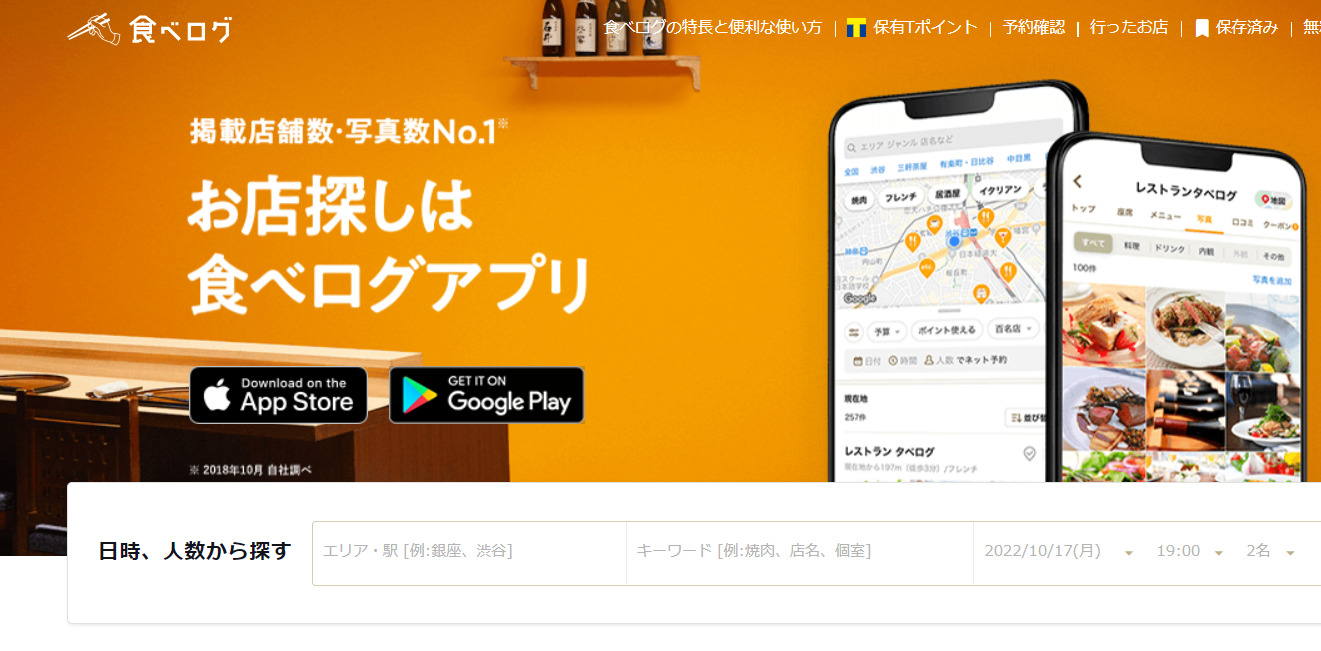 食べログ
食べログの特長と便利な使い方
保有Tポイント
予約確認
行ったお店
保存済み
掲載店舗数・写真数No.1※
お店探しは
食べログアプリ
Download on the
App Store
GET IT ON
Google Play
※ 2018年10月 自社調べ
エリア ジャンル 店名など
全国 渋谷 三軒茶屋 有楽町・日比谷 中目黒
焼肉 フレンチ 居酒屋 イタリアン
Google
予算 ポイント使える 百名店
日付 時間 人数 でネット予約
現在地
257件
並び替
レストラン タベログ
現在地から197m（徒歩3分）/フレンチ
レストランタベログ
地図
トップ 座席 メニュー 写真 口コミ クーポン
すべて 料理 ドリンク 内観 外観 その他
100件
写真を追加
日時、人数から探す
エリア・駅 [例:銀座、渋谷]
キーワード [例:焼肉、店名、個室]
2022/10/17(月)
19:00
2名